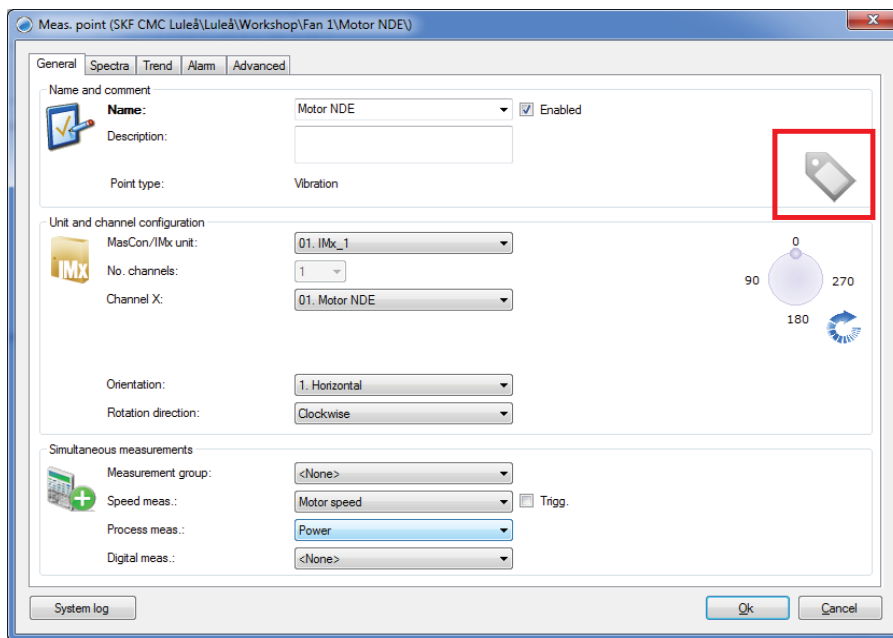 Meas. point (SKF CMC Luleå\Luleå\Workshop\Fan 1\Motor NDE\)
General Spectra Trend Alarm Advanced
Name and comment
Name: Motor NDE Enabled
Description:
Point type: Vibration
Unit and channel configuration
MasCon/IMx unit: 01. IMx_1
IMx
No. channels: 1
Channel X: 01. Motor NDE
0
90 270
180
Orientation: 1. Horizontal
Rotation direction: Clockwise
Simultaneous measurements
Measurement group: <None>
Speed meas.: Motor speed Trigg.
Process meas.: Power
Digital meas.: <None>
System log Ok Cancel